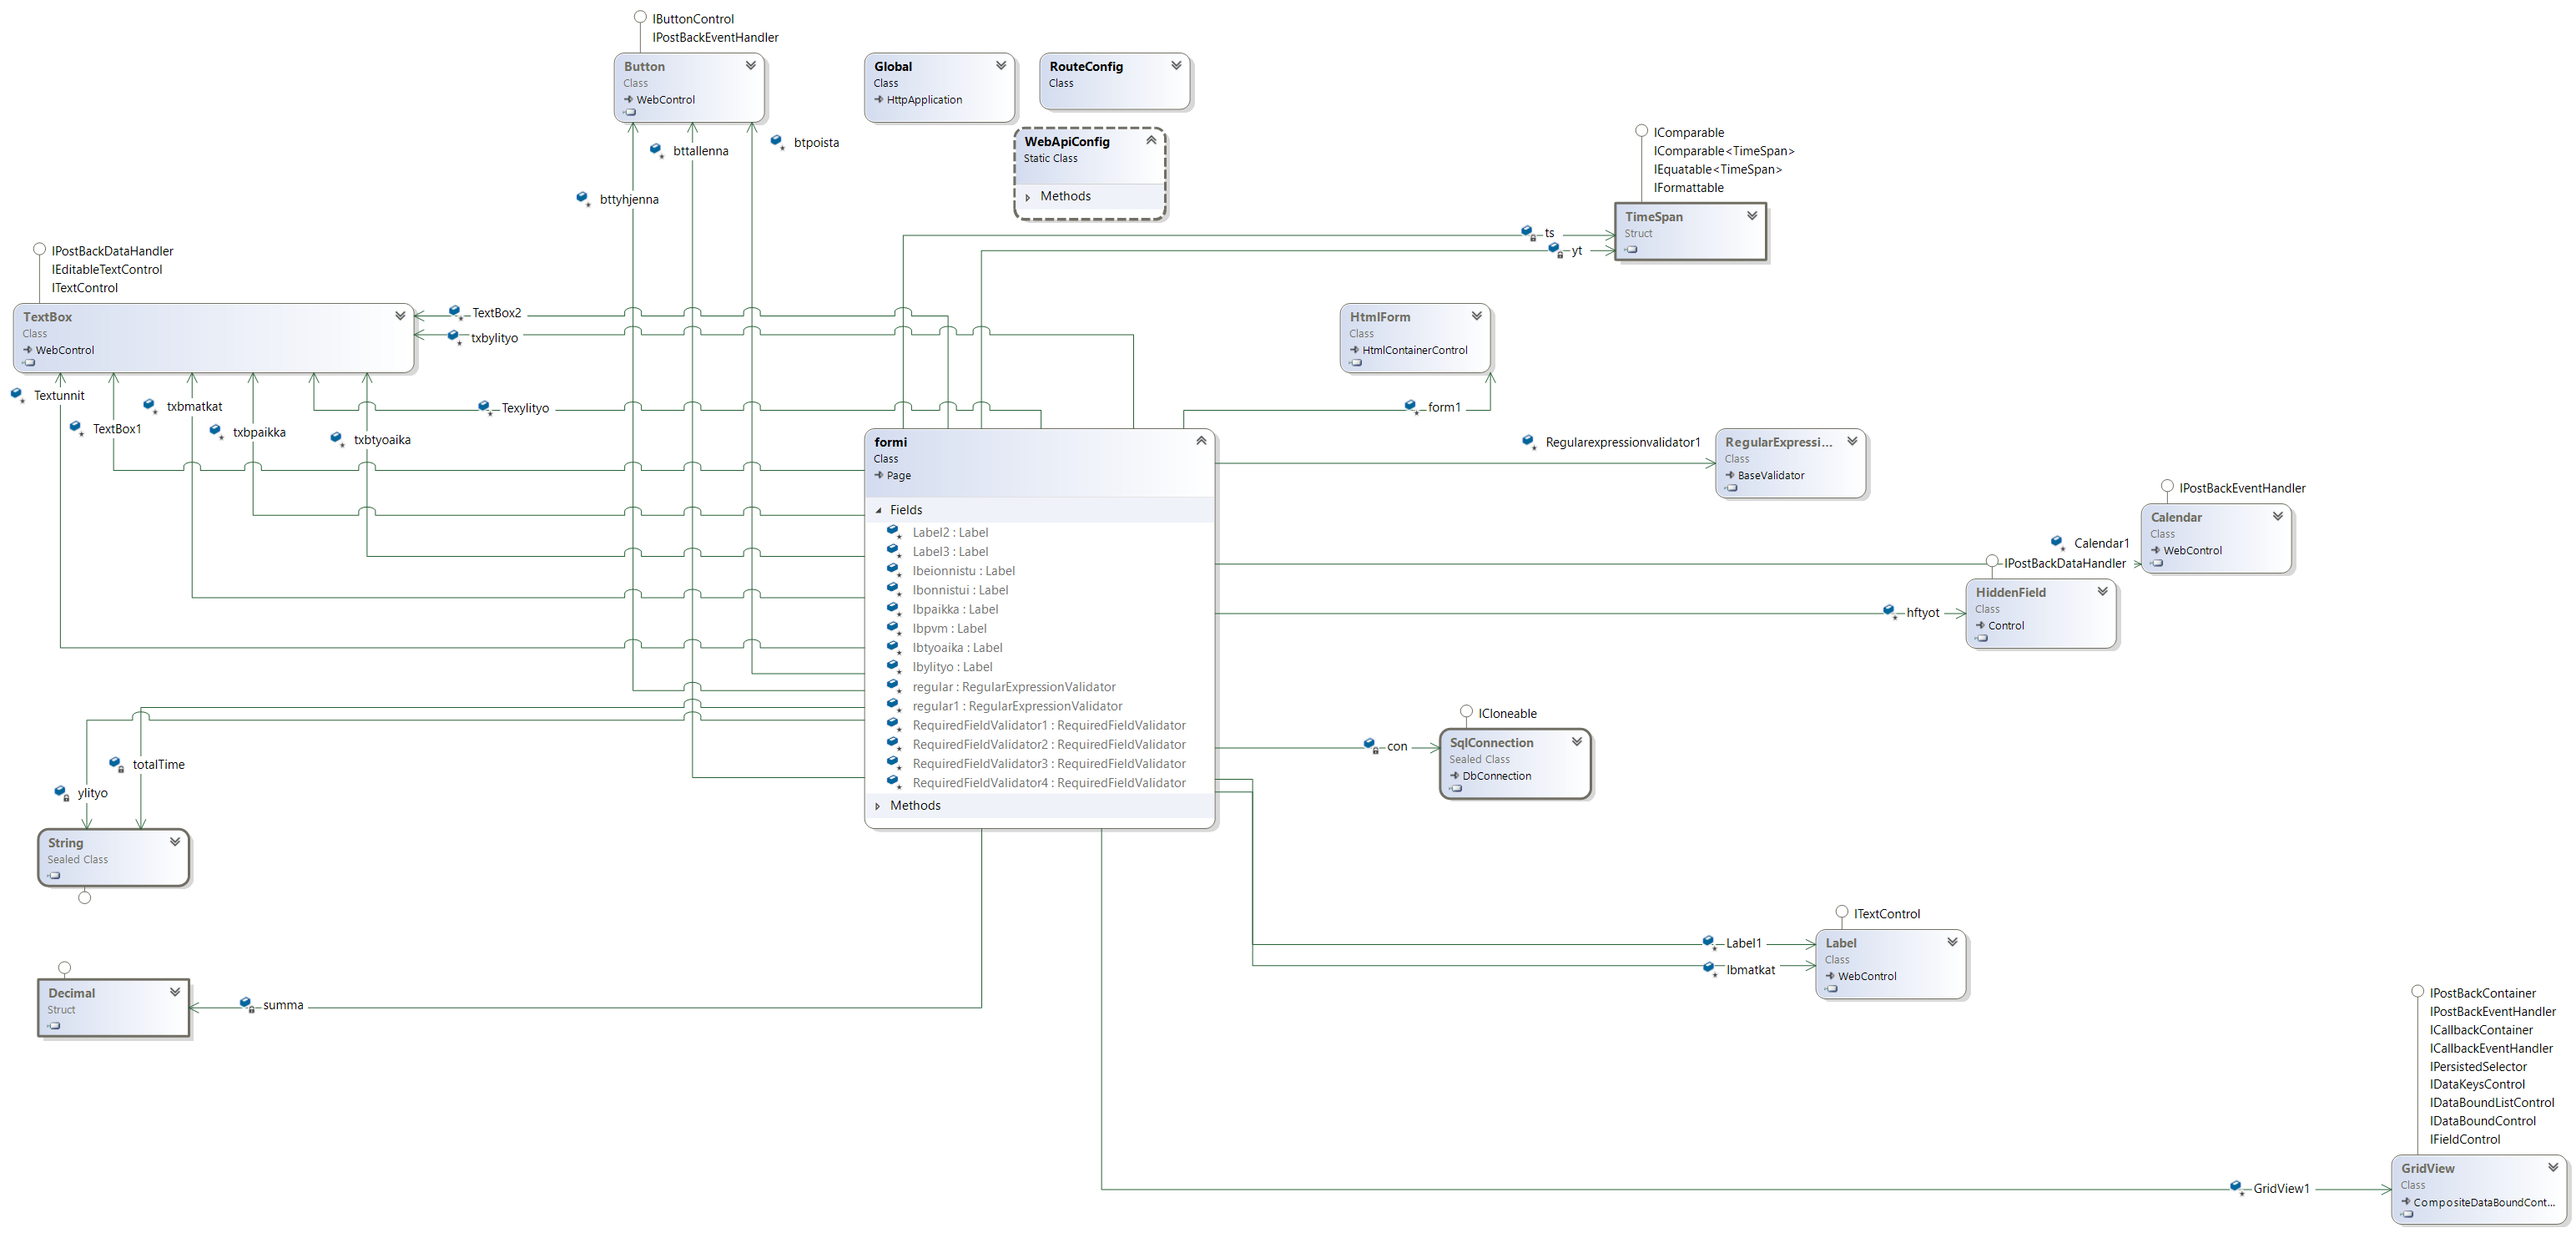 IButtonControl
IPostBackEventHandler
Button
Class
WebControl
Global
Class
HttpApplication
RouteConfig
Class
WebApiConfig
Static Class
Methods
btpoista
bttallenna
bttyhjenna
IComparable
IComparable<TimeSpan>
IEquatable<TimeSpan>
IFormattable
TimeSpan
Struct
ts
yt
IPostBackDataHandler
IEditableTextControl
ITextControl
TextBox
Class
WebControl
TextBox2
txbylityo
HtmlForm
Class
HtmlContainerControl
form1
Textunnit
TextBox1
txbmatkat
txbpaikka
Texylityo
txbtyoaika
formi
Class
Page
Fields
Label2 : Label
Label3 : Label
lbeionnistu : Label
lbonnistui : Label
lbpaikka : Label
lbpvm : Label
lbtyoaika : Label
lbylityo : Label
regular : RegularExpressionValidator
regular1 : RegularExpressionValidator
RequiredFieldValidator1 : RequiredFieldValidator
RequiredFieldValidator2 : RequiredFieldValidator
RequiredFieldValidator3 : RequiredFieldValidator
RequiredFieldValidator4 : RequiredFieldValidator
Methods
Regularexpressionvalidator1
RegularExpressi...
Class
BaseValidator
IPostBackEventHandler
Calendar
Class
WebControl
Calendar1
IPostBackDataHandler
HiddenField
Class
Control
hftyot
ICloneable
SqlConnection
Sealed Class
DbConnection
con
totalTime
ylityo
String
Sealed Class
Decimal
Struct
summa
ITextControl
Label
Class
WebControl
Label1
lbmatkat
IPostBackContainer
IPostBackEventHandler
ICallbackContainer
ICallbackEventHandler
IPersistedSelector
IDataKeysControl
IDataBoundListControl
IDataBoundControl
IFieldControl
GridView
Class
CompositeDataBoundCont...
GridView1